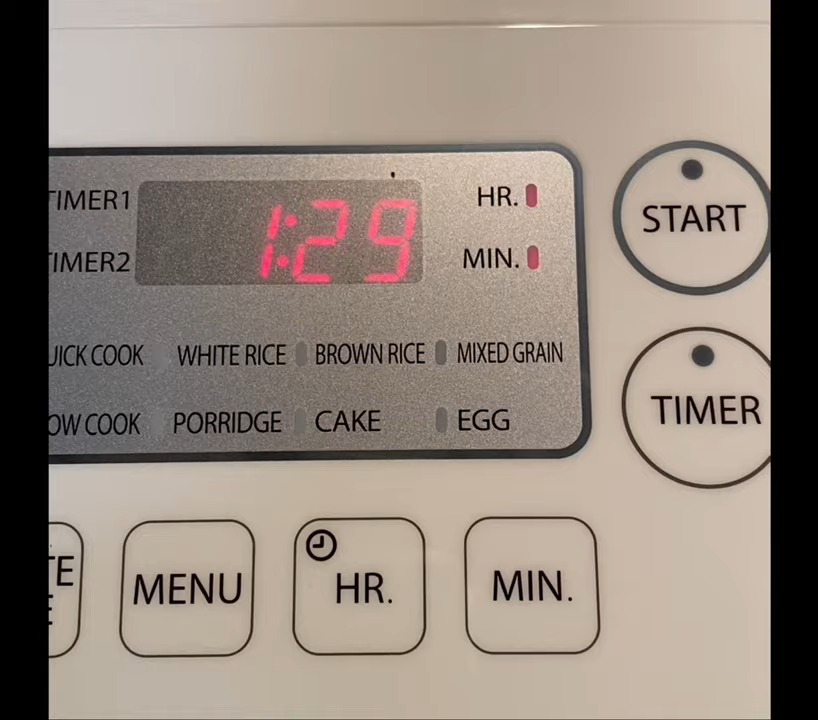 TIMER1 1:29 HR.
TIMER2 MIN.
START
UICK COOK WHITE RICE BROWN RICE MIXED GRAIN
OW COOK PORRIDGE CAKE EGG
TIMER
MENU HR. MIN.